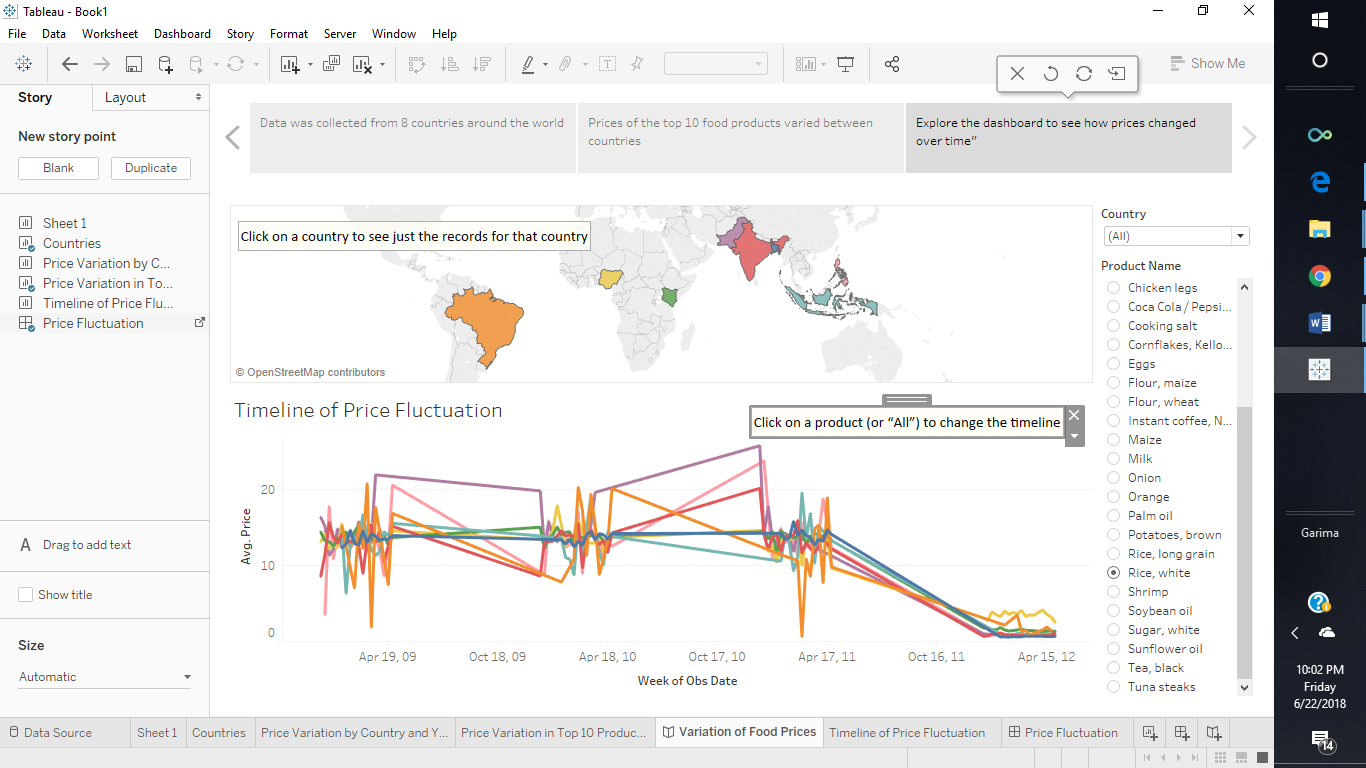 Tableau - Book1
File Data Worksheet Dashboard Story Format Server Window Help
Show Me
Story Layout
New story point
Blank Duplicate
Sheet 1
Countries
Price Variation by C...
Price Variation in To...
Timeline of Price Flu...
Price Fluctuation
A Drag to add text
Show title
Size
Automatic
Data was collected from 8 countries around the world
Prices of the top 10 food products varied between
countries
Explore the dashboard to see how prices changed
over time”
Click on a country to see just the records for that country
© OpenStreetMap contributors
Country
(All)
Product Name
Chicken legs
Coca Cola / Pepsi...
Cooking salt
Cornflakes, Kello...
Eggs
Flour, maize
Flour, wheat
Instant coffee, N...
Maize
Milk
Onion
Orange
Palm oil
Potatoes, brown
Rice, long grain
Rice, white
Shrimp
Soybean oil
Sugar, white
Sunflower oil
Tea, black
Tuna steaks
Timeline of Price Fluctuation
Click on a product (or “All”) to change the timeline
Avg. Price
20
10
0
Apr 19, 09 Oct 18, 09 Apr 18, 10 Oct 17, 10 Apr 17, 11 Oct 16, 11 Apr 15, 12
Week of Obs Date
Data Source Sheet 1 Countries Price Variation by Country and Y... Price Variation in Top 10 Produc... Variation of Food Prices Timeline of Price Fluctuation Price Fluctuation
Garima
10:02 PM
Friday
6/22/2018
14